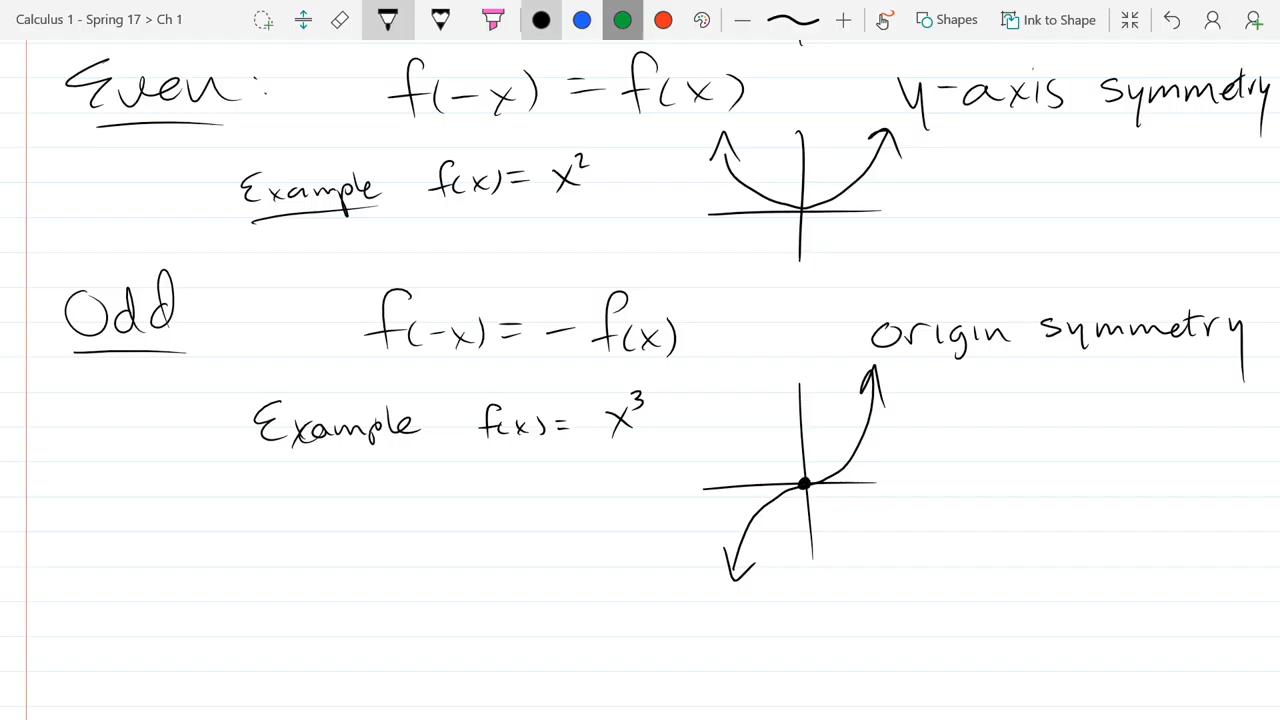 Calculus 1 - Spring 17 > Ch 1 Shapes Ink to Shape
Even: f(-x) = f(x) y-axis symmetry
Example f(x) = x²
Odd f(-x) = - f(x) origin symmetry
Example f(x) = x³